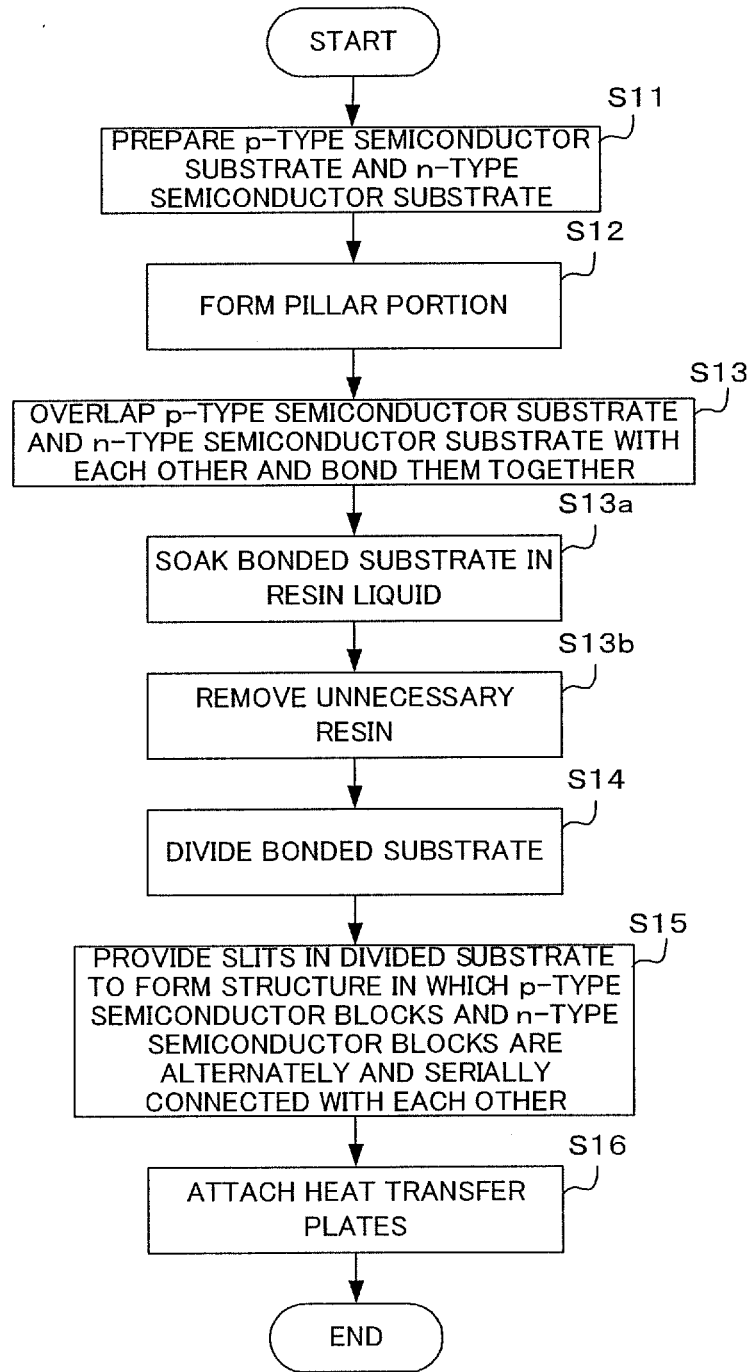 START
S11
PREPARE p-TYPE SEMICONDUCTOR
SUBSTRATE AND n-TYPE
SEMICONDUCTOR SUBSTRATE
S12
FORM PILLAR PORTION
S13
OVERLAP p-TYPE SEMICONDUCTOR SUBSTRATE
AND n-TYPE SEMICONDUCTOR SUBSTRATE WITH
EACH OTHER AND BOND THEM TOGETHER
S13a
SOAK BONDED SUBSTRATE IN
RESIN LIQUID
S13b
REMOVE UNNECESSARY
RESIN
S14
DIVIDE BONDED SUBSTRATE
S15
PROVIDE SLITS IN DIVIDED SUBSTRATE
TO FORM STRUCTURE IN WHICH p-TYPE
SEMICONDUCTOR BLOCKS AND n-TYPE
SEMICONDUCTOR BLOCKS ARE
ALTERNATELY AND SERIALLY
CONNECTED WITH EACH OTHER
S16
ATTACH HEAT TRANSFER
PLATES
END